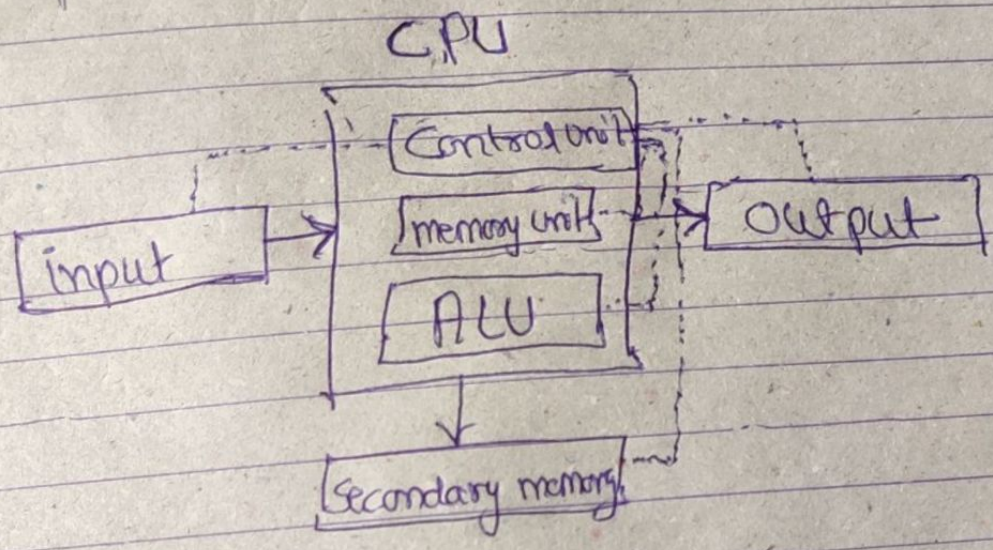 CPU
Control unit
memory unit
input
output
ALU
Secondary memory